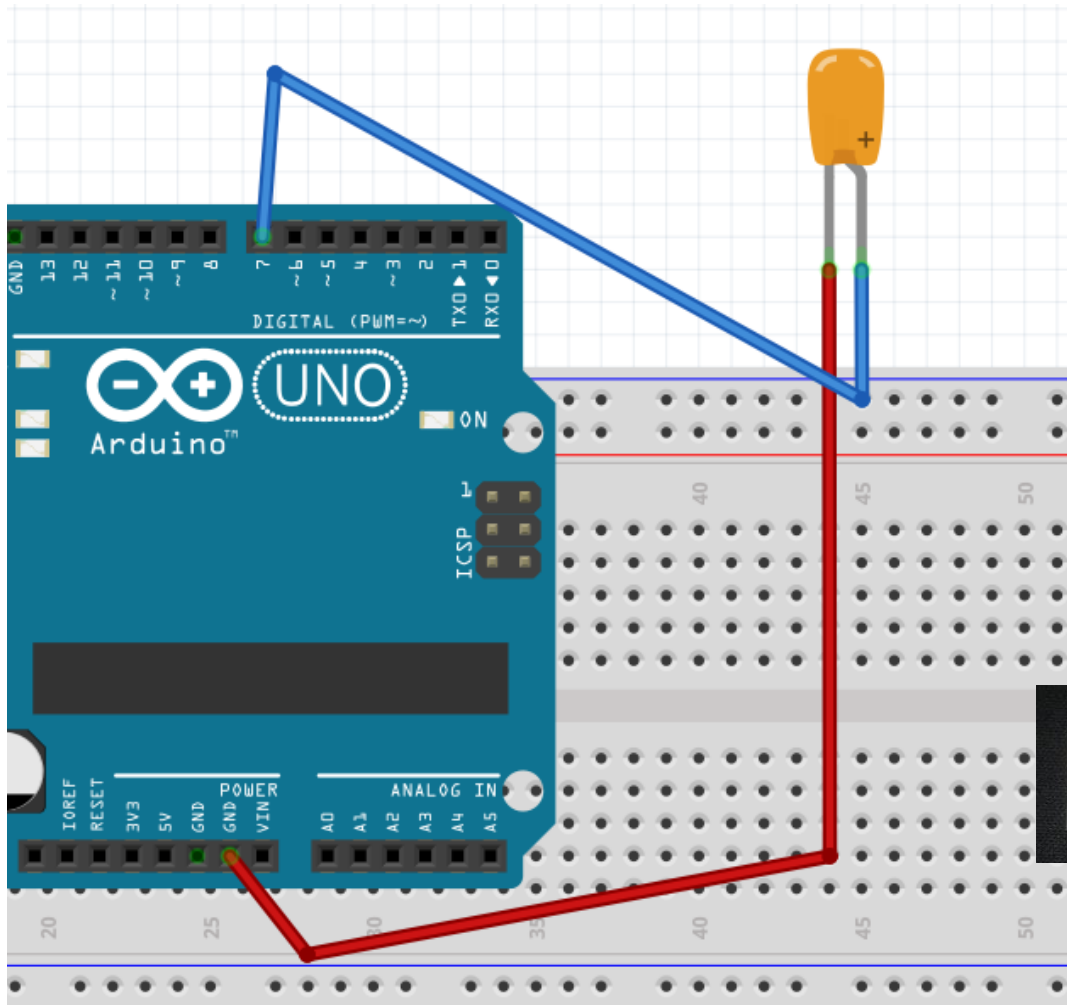 +
GND 13 12 ~11 ~10 ~9 8 7 ~6 ~5 4 ~3 2 TX0▶1 RX0◀0
DIGITAL (PWM=~)
UNO
ON
Arduino™
1
ICSP
40 45 50
POWER
ANALOG IN
IOREF RESET 3V3 5V GND GND VIN A0 A1 A2 A3 A4 A5
20 25 30 35 40 45 50